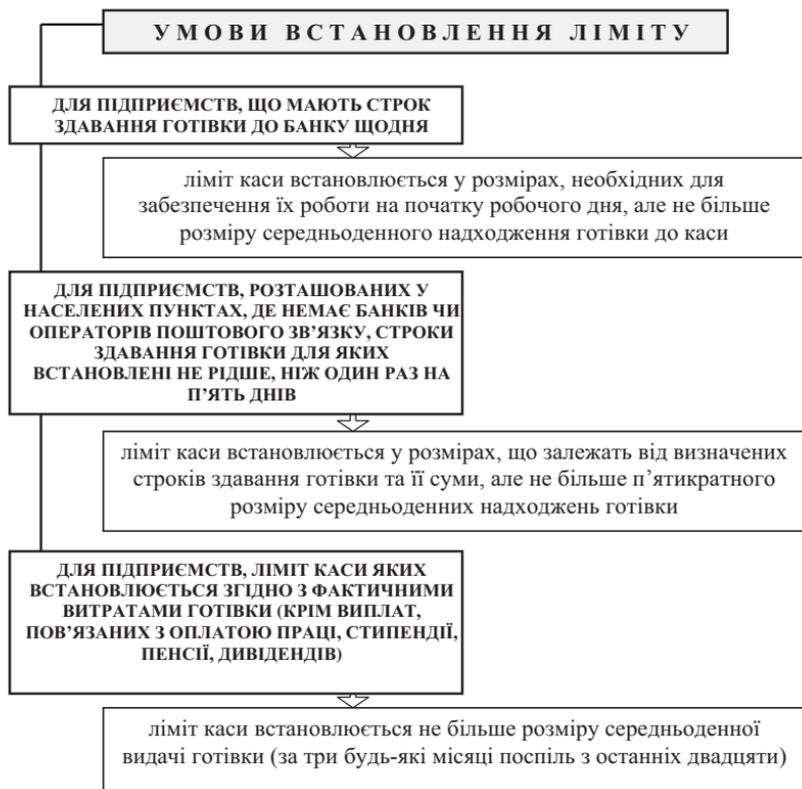 УМОВИ ВСТАНОВЛЕННЯ ЛІМІТУ
ДЛЯ ПІДПРИЄМСТВ, ЩО МАЮТЬ СТРОК
ЗДАВАННЯ ГОТІВКИ ДО БАНКУ ЩОДНЯ
ліміт каси встановлюється у розмірах, необхідних для
забезпечення їх роботи на початку робочого дня, але не більше
розміру середньоденного надходження готівки до каси
ДЛЯ ПІДПРИЄМСТВ, РОЗТАШОВАНИХ У
НАСЕЛЕНИХ ПУНКТАХ, ДЕ НЕМАЄ БАНКІВ ЧИ
ОПЕРАТОРІВ ПОШТОВОГО ЗВ’ЯЗКУ, СТРОКИ
ЗДАВАННЯ ГОТІВКИ ДЛЯ ЯКИХ
ВСТАНОВЛЕНІ НЕ РІДШЕ, НІЖ ОДИН РАЗ НА
П’ЯТЬ ДНІВ
ліміт каси встановлюється у розмірах, що залежать від визначених
строків здавання готівки та її суми, але не більше п’ятикратного
розміру середньоденних надходжень готівки
ДЛЯ ПІДПРИЄМСТВ, ЛІМІТ КАСИ ЯКИХ
ВСТАНОВЛЮЄТЬСЯ ЗГІДНО З ФАКТИЧНИМИ
ВИТРАТАМИ ГОТІВКИ (КРІМ ВИПЛАТ,
ПОВ’ЯЗАНИХ З ОПЛАТОЮ ПРАЦІ, СТИПЕНДІЇ,
ПЕНСІЇ, ДИВІДЕНДІВ)
ліміт каси встановлюється не більше розміру середньоденної
видачі готівки (за три будь-які місяці поспіль з останніх двадцяти)